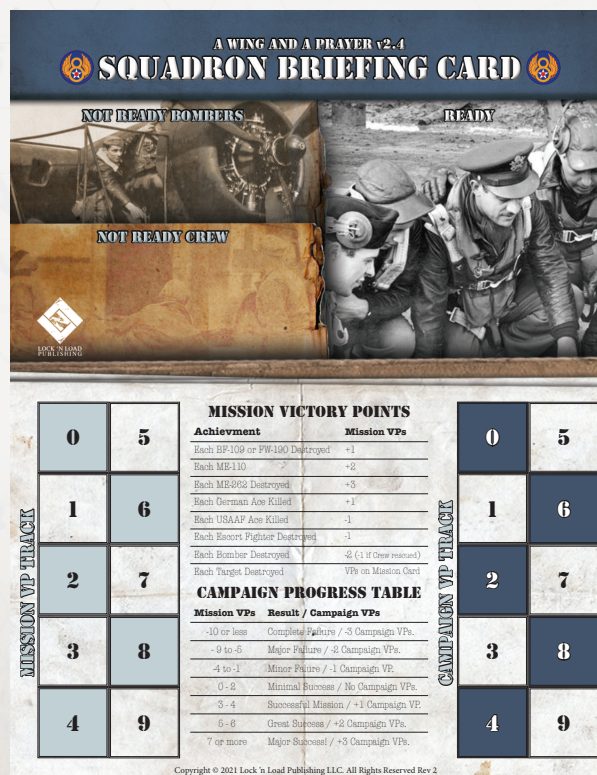 A WING AND A PRAYER v2.4
SQUADRON BRIEFING CARD
NOT READY BOMBERS
READY
NOT READY CREW
LOCK 'N LOAD
PUBLISHING
MISSION VP TRACK
0 5
1 6
2 7
3 8
4 9
MISSION VICTORY POINTS
Achievment Mission VPs
Each BF-109 or FW-190 Destroyed +1
Each ME-110 +2
Each ME-262 Destroyed +3
Each German Ace Killed +1
Each USAAF Ace Killed -1
Each Escort Fighter Destroyed -1
Each Bomber Destroyed -2 (-1 if Crew rescued)
Each Target Destroyed VPs on Mission Card
CAMPAIGN PROGRESS TABLE
Mission VPs Result / Campaign VPs
-10 or less Complete Failure / -3 Campaign VPs.
- 9 to -5 Major Failure / -2 Campaign VPs.
-4 to -1 Minor Faiure / -1 Campaign VP.
0 - 2 Minimal Success / No Campaign VPs.
3 - 4 Successful Mission / +1 Campaign VP.
5 - 6 Great Success / +2 Campaign VPs.
7 or more Major Success! / +3 Campaign VPs.
CAMPAIGN VP TRACK
0 5
1 6
2 7
3 8
4 9
Copyright © 2021 Lock 'n Load Publishing LLC. All Rights Reserved Rev 2